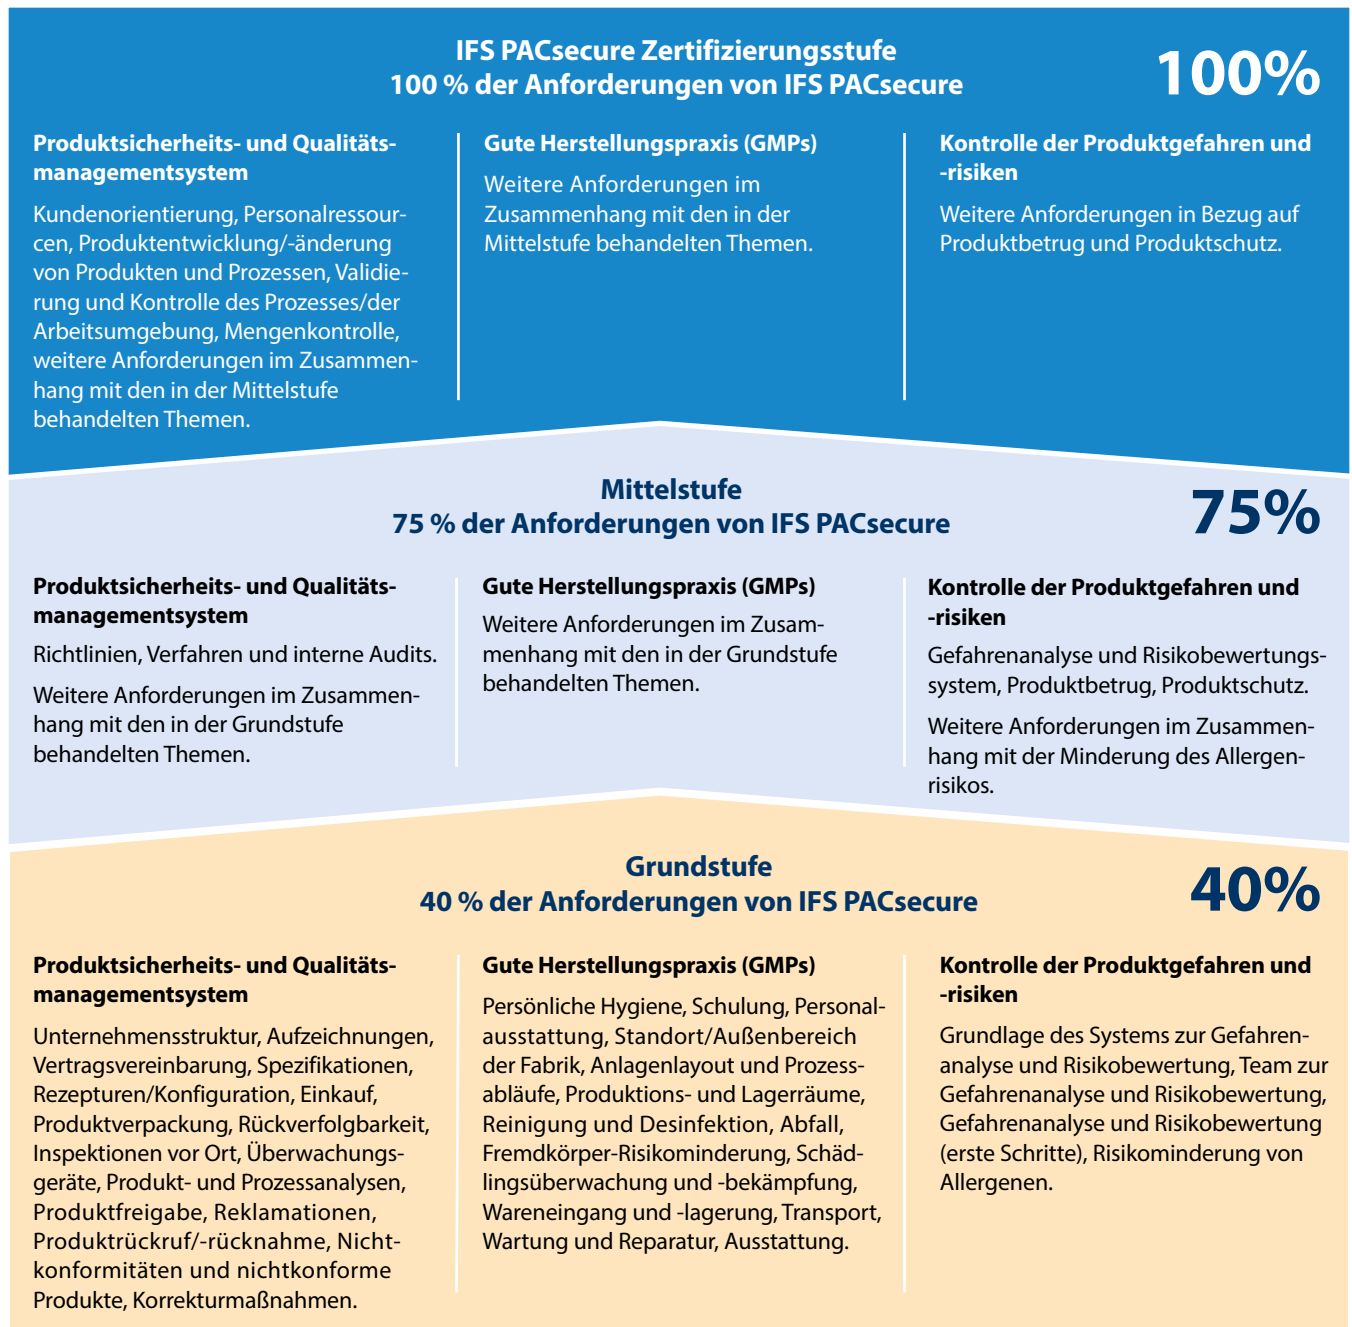 IFS PACsecure Zertifizierungsstufe
100 % der Anforderungen von IFS PACsecure
100%
Produktsicherheits- und Qualitäts-
managementsystem
Kundenorientierung, Personalressour-
cen, Produktentwicklung/-änderung
von Produkten und Prozessen, Validie-
rung und Kontrolle des Prozesses/der
Arbeitsumgebung, Mengenkontrolle,
weitere Anforderungen im Zusammen-
hang mit den in der Mittelstufe
behandelten Themen.
Gute Herstellungspraxis (GMPs)
Weitere Anforderungen im
Zusammenhang mit den in der
Mittelstufe behandelten Themen.
Kontrolle der Produktgefahren und
-risiken
Weitere Anforderungen in Bezug auf
Produktbetrug und Produktschutz.
Mittelstufe
75 % der Anforderungen von IFS PACsecure
75%
Produktsicherheits- und Qualitäts-
managementsystem
Richtlinien, Verfahren und interne Audits.
Weitere Anforderungen im Zusammen-
hang mit den in der Grundstufe
behandelten Themen.
Gute Herstellungspraxis (GMPs)
Weitere Anforderungen im Zusam-
menhang mit den in der Grundstufe
behandelten Themen.
Kontrolle der Produktgefahren und
-risiken
Gefahrenanalyse und Risikobewertungs-
system, Produktbetrug, Produktschutz.
Weitere Anforderungen im Zusammen-
hang mit der Minderung des Allergen-
risikos.
Grundstufe
40 % der Anforderungen von IFS PACsecure
40%
Produktsicherheits- und Qualitäts-
managementsystem
Unternehmensstruktur, Aufzeichnungen,
Vertragsvereinbarung, Spezifikationen,
Rezepturen/Konfiguration, Einkauf,
Produktverpackung, Rückverfolgbarkeit,
Inspektionen vor Ort, Überwachungs-
geräte, Produkt- und Prozessanalysen,
Produktfreigabe, Reklamationen,
Produktrückruf/-rücknahme, Nicht-
konformitäten und nichtkonforme
Produkte, Korrekturmaßnahmen.
Gute Herstellungspraxis (GMPs)
Persönliche Hygiene, Schulung, Personal-
ausstattung, Standort/Außenbereich
der Fabrik, Anlagenlayout und Prozess-
abläufe, Produktions- und Lagerräume,
Reinigung und Desinfektion, Abfall,
Fremdkörper-Risikominderung, Schäd-
lingsüberwachung und -bekämpfung,
Wareneingang und -lagerung, Transport,
Wartung und Reparatur, Ausstattung.
Kontrolle der Produktgefahren und
-risiken
Grundlage des Systems zur Gefahren-
analyse und Risikobewertung, Team zur
Gefahrenanalyse und Risikobewertung,
Gefahrenanalyse und Risikobewertung
(erste Schritte), Risikominderung von
Allergenen.